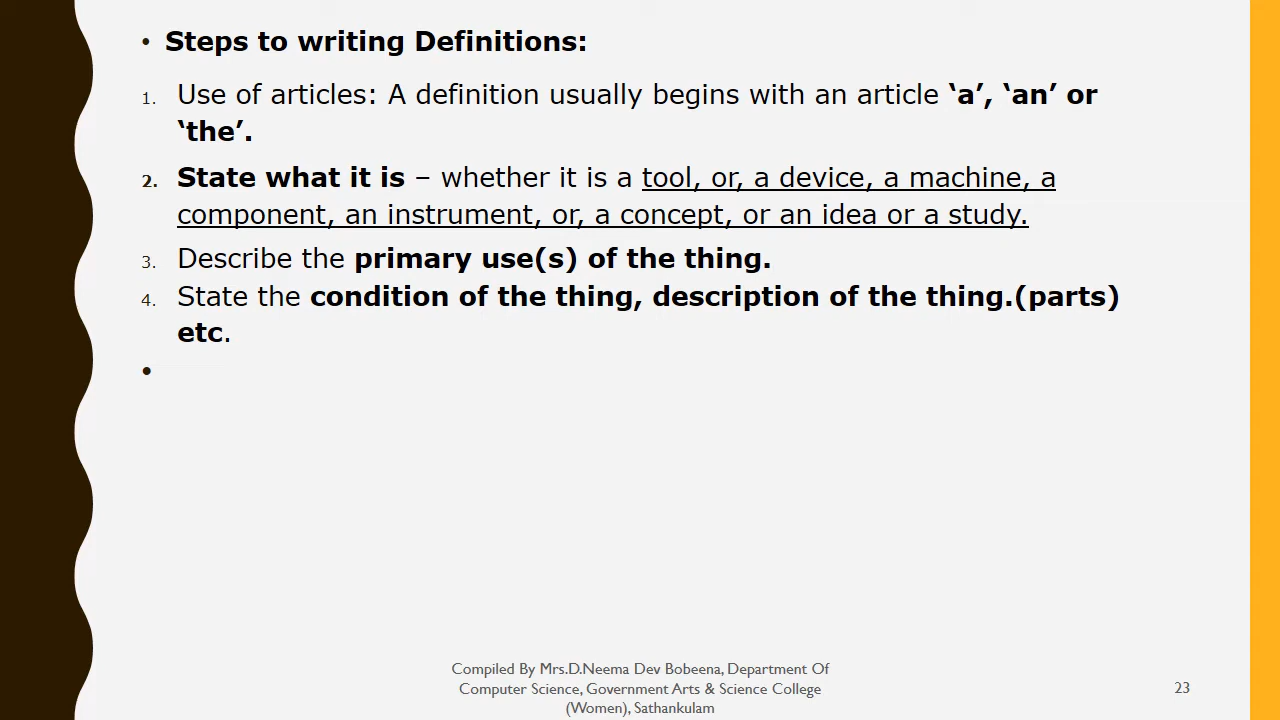 • Steps to writing Definitions:
1. Use of articles: A definition usually begins with an article ‘a’, ‘an’ or
‘the’.
2. State what it is – whether it is a tool, or, a device, a machine, a
component, an instrument, or, a concept, or an idea or a study.
3. Describe the primary use(s) of the thing.
4. State the condition of the thing, description of the thing.(parts)
etc.
•
Compiled By Mrs.D.Neema Dev Bobeena, Department Of
Computer Science, Government Arts & Science College
(Women), Sathankulam
23